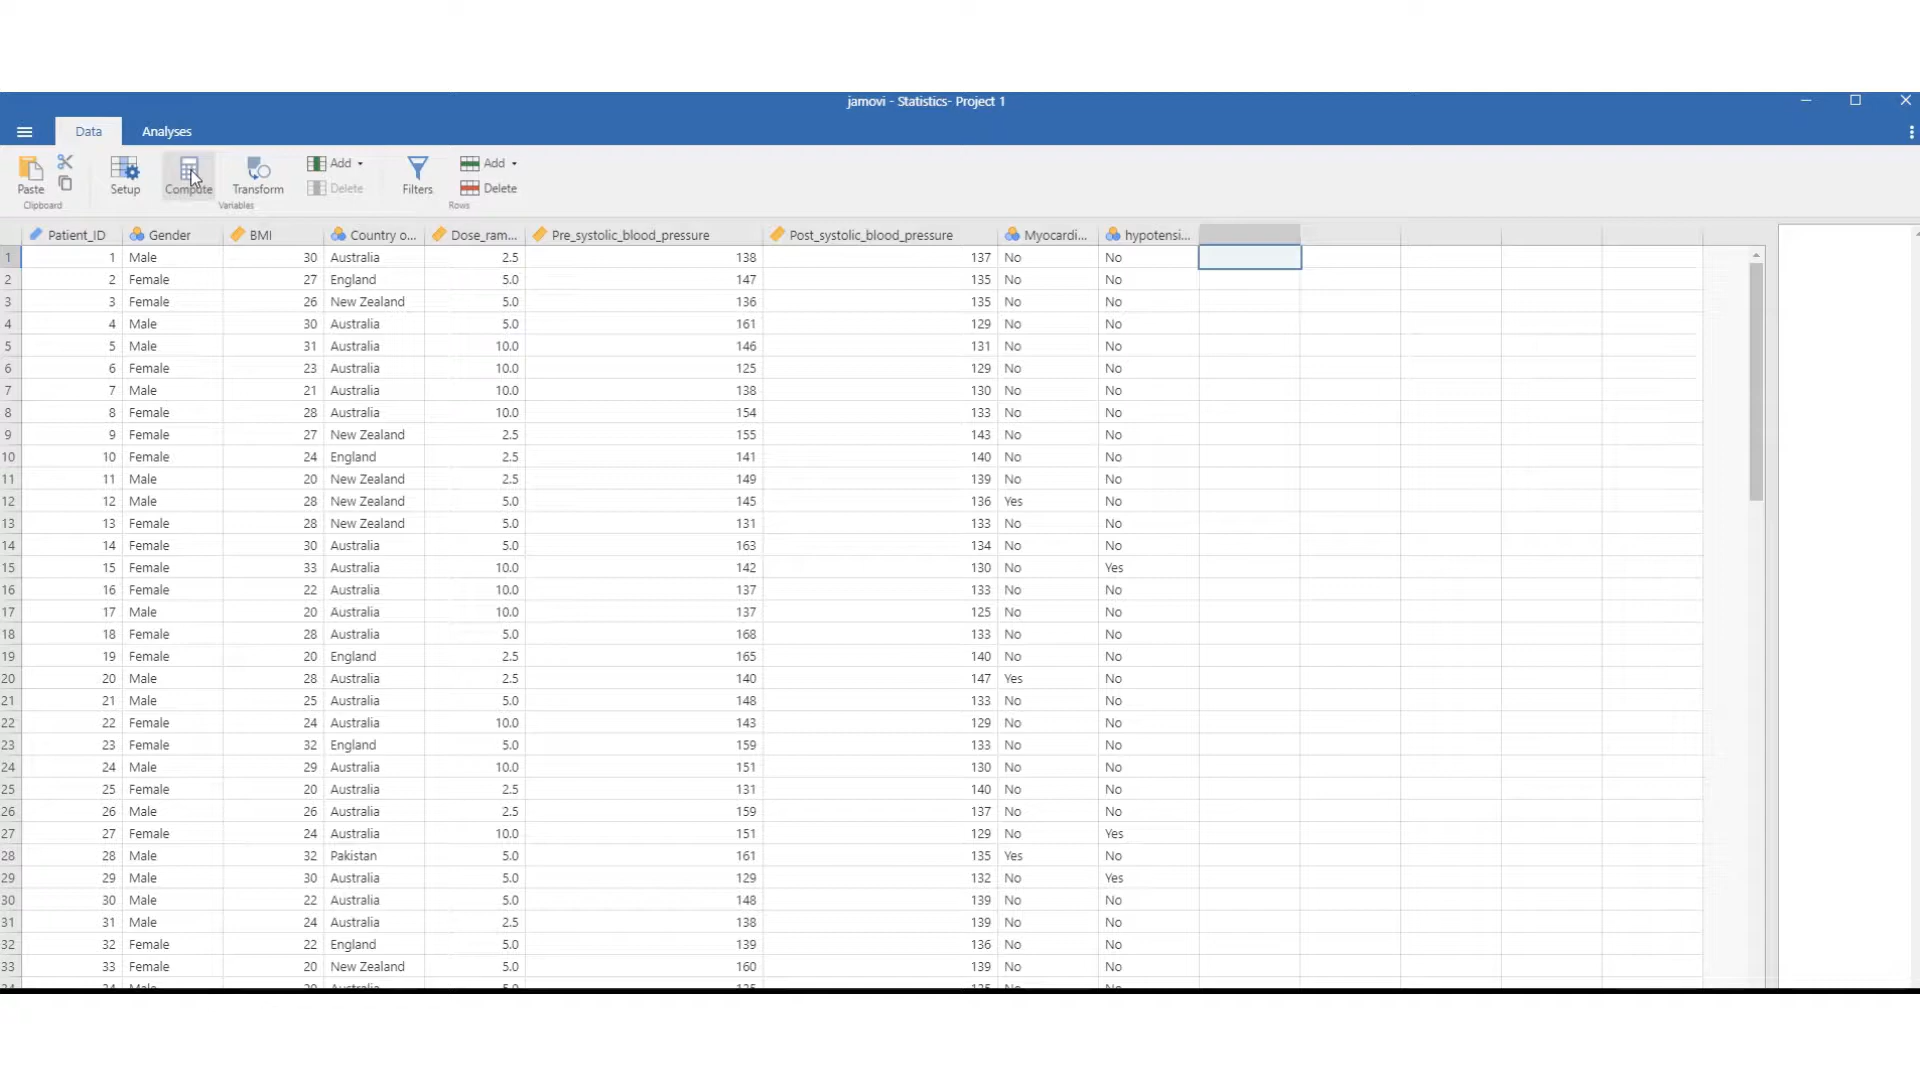 jamovi - Statistics- Project 1
Data Analyses
Paste Setup Compute Transform Add Delete Filters Add Delete
Clipboard Variables Rows
Patient_ID Gender BMI Country o... Dose_ram... Pre_systolic_blood_pressure Post_systolic_blood_pressure Myocardi... hypotensi...
1 1 Male 30 Australia 2.5 138 137 No No
2 2 Female 27 England 5.0 147 135 No No
3 3 Female 26 New Zealand 5.0 136 135 No No
4 4 Male 30 Australia 5.0 161 129 No No
5 5 Male 31 Australia 10.0 146 131 No No
6 6 Female 23 Australia 10.0 125 129 No No
7 7 Male 21 Australia 10.0 138 130 No No
8 8 Female 28 Australia 10.0 154 133 No No
9 9 Female 27 New Zealand 2.5 155 143 No No
10 10 Female 24 England 2.5 141 140 No No
11 11 Male 20 New Zealand 2.5 149 139 No No
12 12 Male 28 New Zealand 5.0 145 136 Yes No
13 13 Female 28 New Zealand 5.0 131 133 No No
14 14 Female 30 Australia 5.0 163 134 No No
15 15 Female 33 Australia 10.0 142 130 No Yes
16 16 Female 22 Australia 10.0 137 133 No No
17 17 Male 20 Australia 10.0 137 125 No No
18 18 Female 28 Australia 5.0 168 133 No No
19 19 Female 20 England 2.5 165 140 No No
20 20 Male 28 Australia 2.5 140 147 Yes No
21 21 Male 25 Australia 5.0 148 133 No No
22 22 Female 24 Australia 10.0 143 129 No No
23 23 Female 32 England 5.0 159 133 No No
24 24 Male 29 Australia 10.0 151 130 No No
25 25 Female 20 Australia 2.5 131 140 No No
26 26 Male 26 Australia 2.5 159 137 No No
27 27 Female 24 Australia 10.0 151 129 No Yes
28 28 Male 32 Pakistan 5.0 161 135 Yes No
29 29 Male 30 Australia 5.0 129 132 No Yes
30 30 Male 22 Australia 5.0 148 139 No No
31 31 Male 24 Australia 2.5 138 139 No No
32 32 Female 22 England 5.0 139 136 No No
33 33 Female 20 New Zealand 5.0 160 139 No No